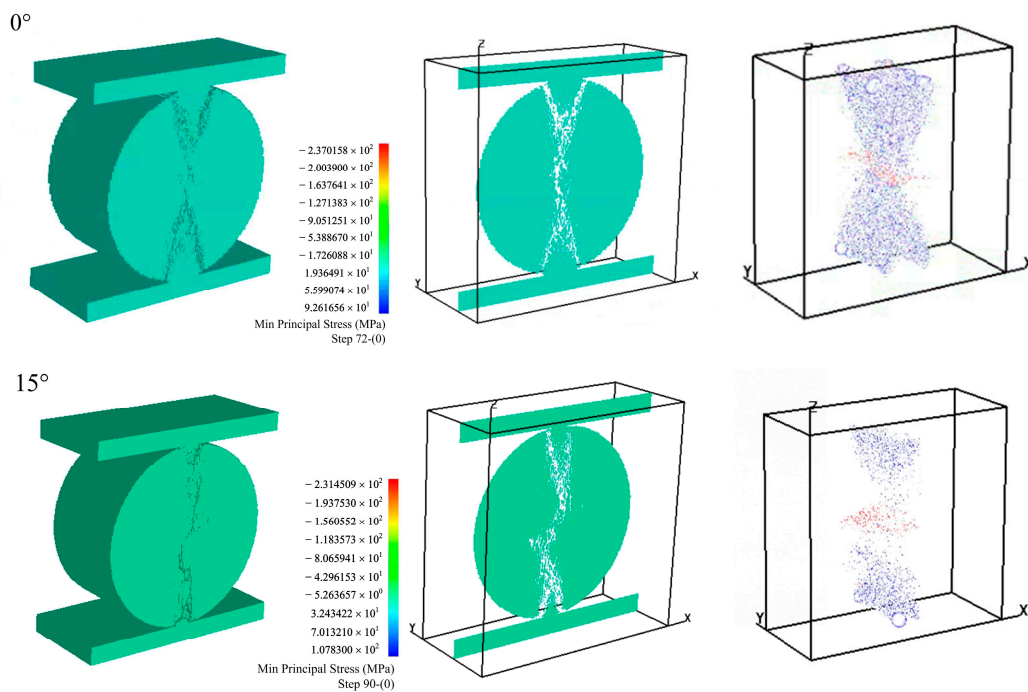 0°
Z
Y
X
Z
Y
X
− 2.370158 × 10²
− 2.003900 × 10²
− 1.637641 × 10²
− 1.271383 × 10²
− 9.051251 × 10¹
− 5.388670 × 10¹
− 1.726088 × 10¹
1.936491 × 10¹
5.599074 × 10¹
9.261656 × 10¹
Min Principal Stress (MPa)
Step 72-(0)
15°
Z
Y
X
Z
Y
X
− 2.314509 × 10²
− 1.937530 × 10²
− 1.560552 × 10²
− 1.183573 × 10²
− 8.065941 × 10¹
− 4.296153 × 10¹
− 5.263657 × 10⁰
3.243422 × 10¹
7.013210 × 10¹
1.078300 × 10²
Min Principal Stress (MPa)
Step 90-(0)